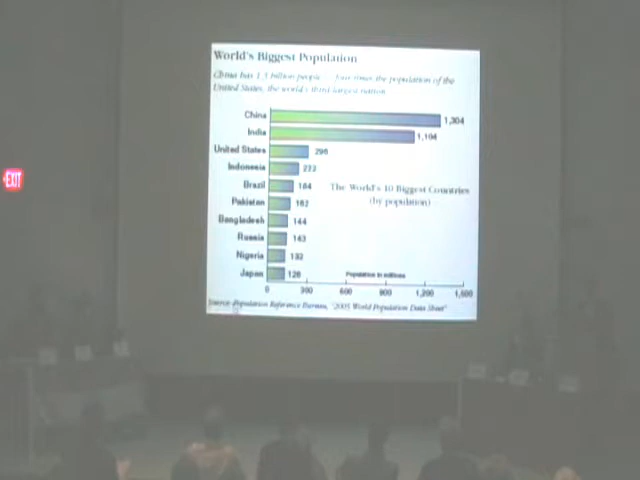 World's Biggest Population
China has 1.3 billion people ... four times the population of the
United States, the world's third largest nation
China 1,304
India 1,104
United States 296
Indonesia 222
EXIT
Brazil 184
The World's 10 Biggest Countries
Pakistan 162
(by population)
Bangladesh 144
Russia 143
Nigeria 132
Japan 128
Population in millions
0 300 600 900 1,200 1,500
Source: Population Reference Bureau, "2005 World Population Data Sheet"